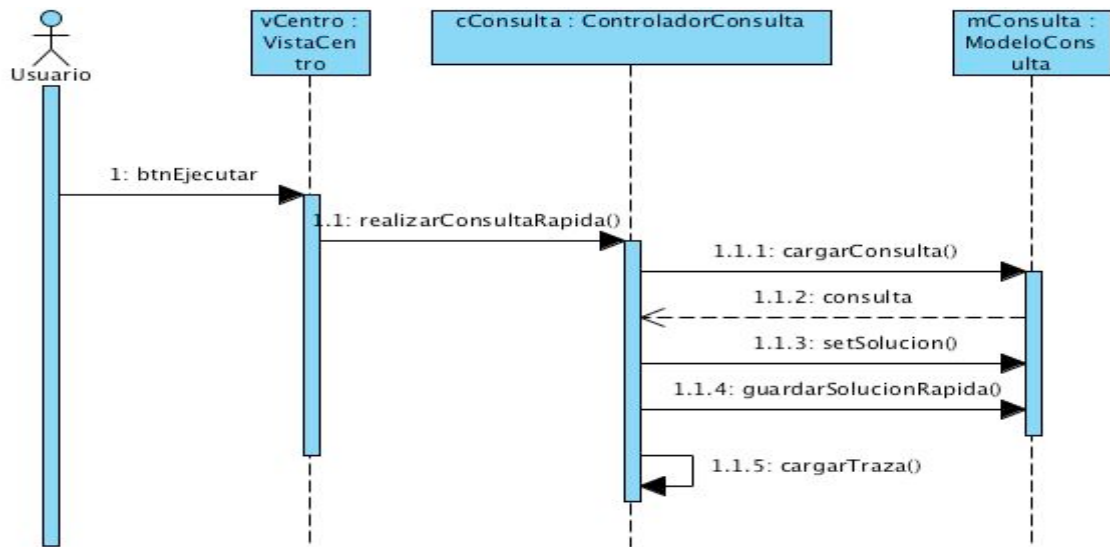 Usuario
vCentro :
VistaCen
tro
cConsulta : ControladorConsulta
mConsulta :
ModeloCons
ulta
1: btnEjecutar
1.1: realizarConsultaRapida()
1.1.1: cargarConsulta()
1.1.2: consulta
1.1.3: setSolucion()
1.1.4: guardarSolucionRapida()
1.1.5: cargarTraza()